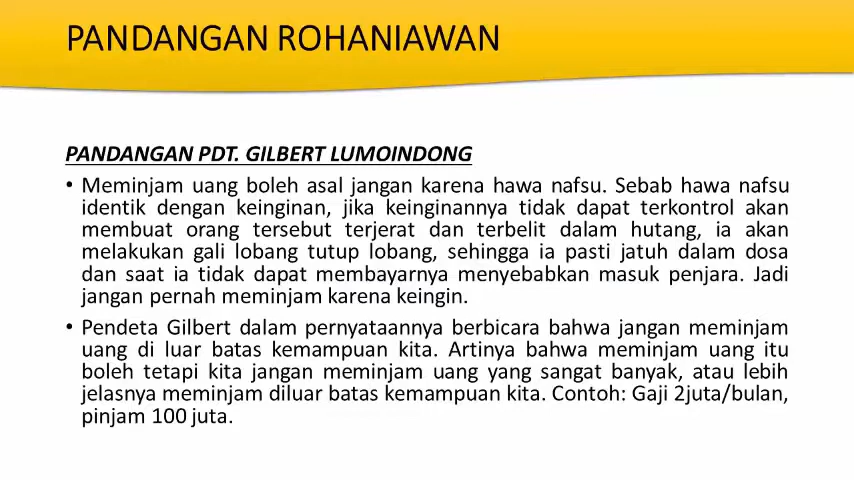 PANDANGAN ROHANIAWAN
PANDANGAN PDT. GILBERT LUMOINDONG
• Meminjam uang boleh asal jangan karena hawa nafsu. Sebab hawa nafsu
identik dengan keinginan, jika keinginannya tidak dapat terkontrol akan
membuat orang tersebut terjerat dan terbelit dalam hutang, ia akan
melakukan gali lobang tutup lobang, sehingga ia pasti jatuh dalam dosa
dan saat ia tidak dapat membayarnya menyebabkan masuk penjara. Jadi
jangan pernah meminjam karena keingin.
• Pendeta Gilbert dalam pernyataannya berbicara bahwa jangan meminjam
uang di luar batas kemampuan kita. Artinya bahwa meminjam uang itu
boleh tetapi kita jangan meminjam uang yang sangat banyak, atau lebih
jelasnya meminjam diluar batas kemampuan kita. Contoh: Gaji 2juta/bulan,
pinjam 100 juta.